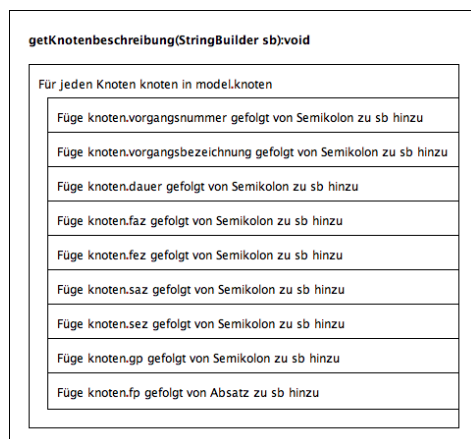 getKnotenbeschreibung(StringBuilder sb):void
Für jeden Knoten knoten in model.knoten
Füge knoten.vorgangsnummer gefolgt von Semikolon zu sb hinzu
Füge knoten.vorgangsbezeichnung gefolgt von Semikolon zu sb hinzu
Füge knoten.dauer gefolgt von Semikolon zu sb hinzu
Füge knoten.faz gefolgt von Semikolon zu sb hinzu
Füge knoten.fez gefolgt von Semikolon zu sb hinzu
Füge knoten.saz gefolgt von Semikolon zu sb hinzu
Füge knoten.sez gefolgt von Semikolon zu sb hinzu
Füge knoten.gp gefolgt von Semikolon zu sb hinzu
Füge knoten.fp gefolgt von Absatz zu sb hinzu